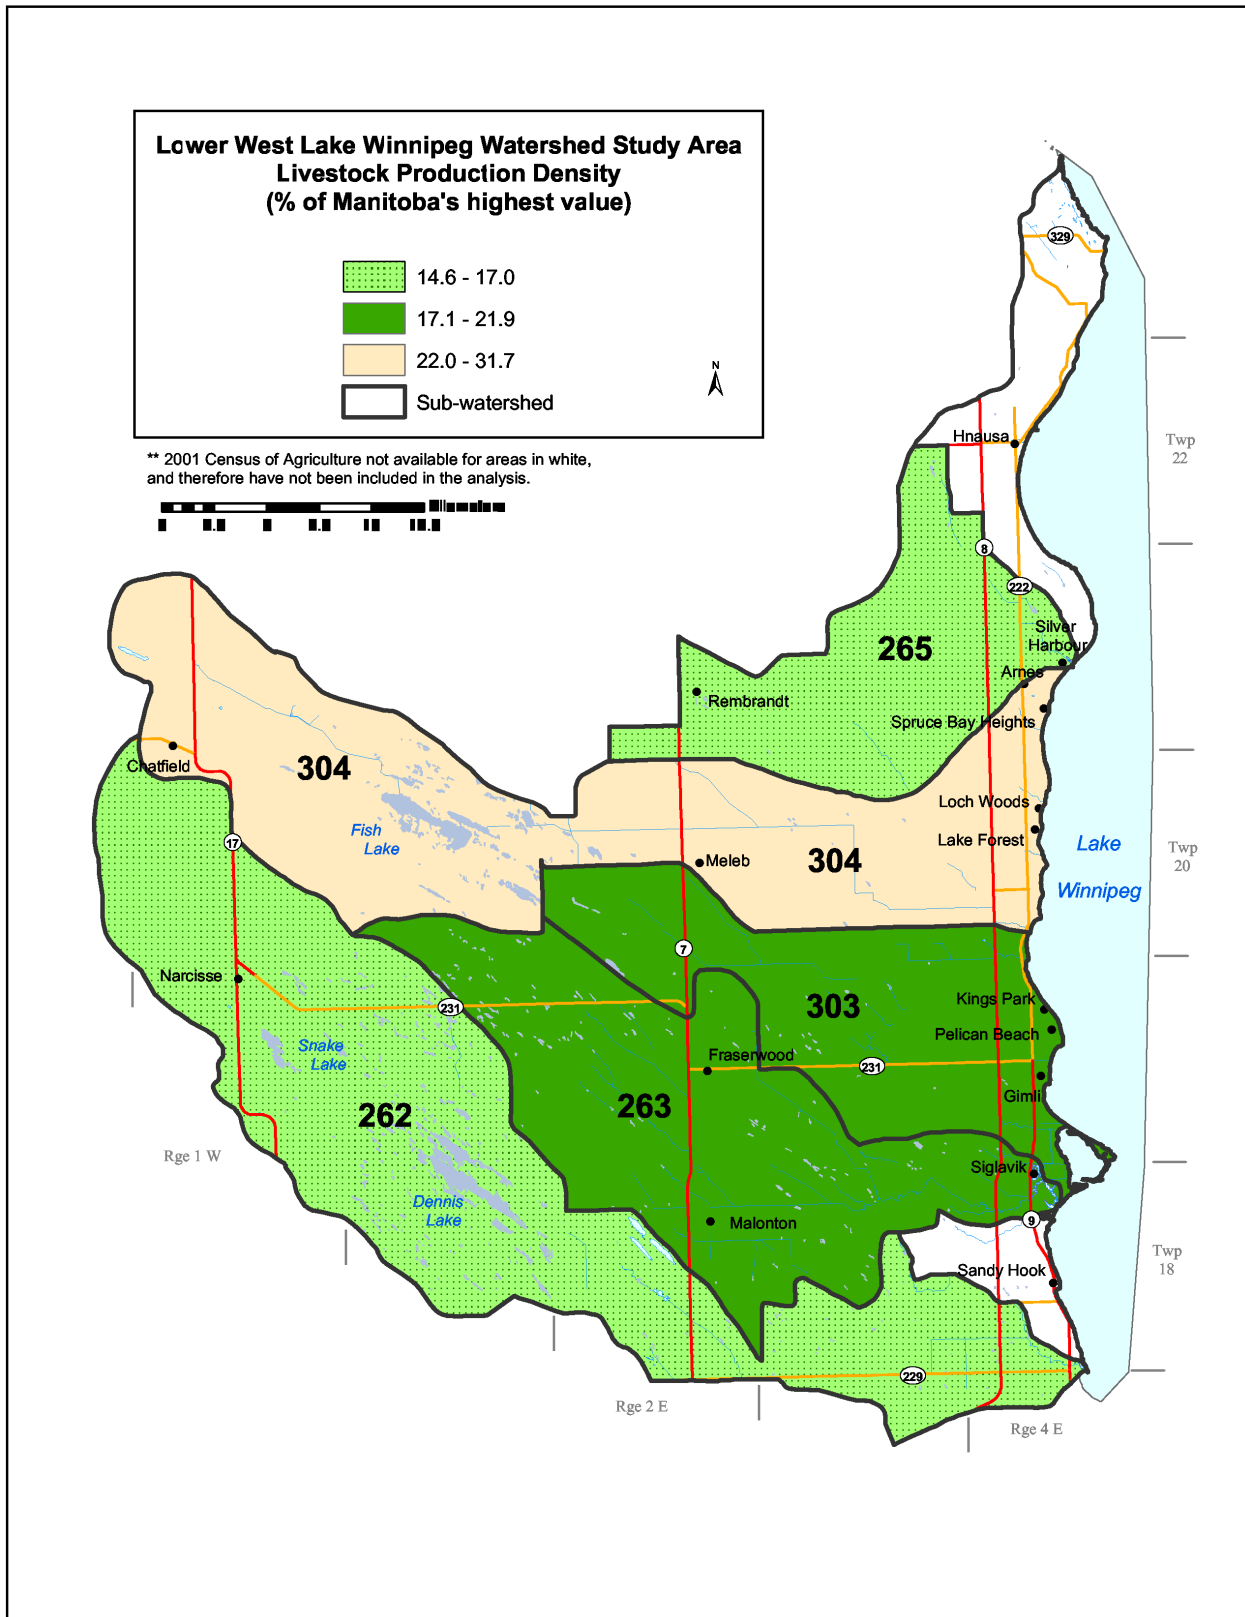 Lower West Lake Winnipeg Watershed Study Area
Livestock Production Density
(% of Manitoba's highest value)
14.6 - 17.0
17.1 - 21.9
22.0 - 31.7
Sub-watershed
N
** 2001 Census of Agriculture not available for areas in white,
and therefore have not been included in the analysis.
329
Hnausa
Twp
22
8
222
Silver
Harbour
265
Arnes
Rembrandt
Spruce Bay Heights
Chatfield
304
Loch Woods
Fish
Lake
17
Lake Forest
Lake
Winnipeg
Twp
20
Meleb
304
7
Narcisse
231
303
Kings Park
Pelican Beach
Snake
Lake
Fraserwood
231
Gimli
262
263
Rge 1 W
Siglavik
Dennis
Lake
Malonton
9
Twp
18
Sandy Hook
229
Rge 2 E
Rge 4 E